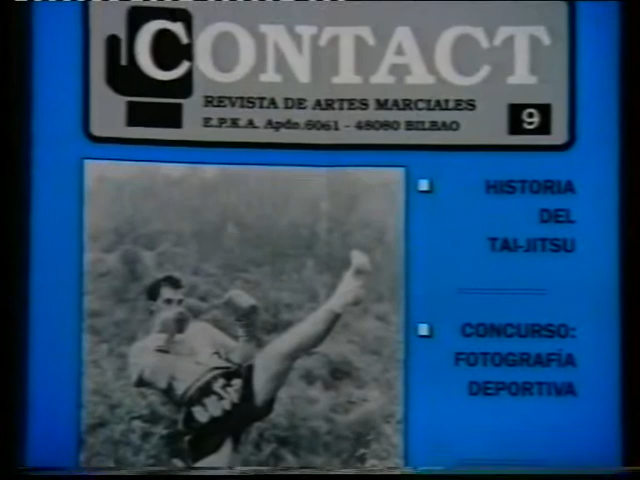 CONTACT
REVISTA DE ARTES MARCIALES
E.P.K.A. Apdo.6061 - 48080 BILBAO
9
HISTORIA
DEL
TAI-JITSU
CONCURSO:
FOTOGRAFÍA
DEPORTIVA